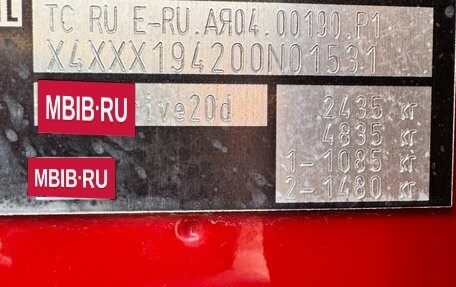 TC RU E-RU.АЯ04.00190.P1
X4XXX194200N01531
MBIB·RU
ive20d
2435 кг
4835 кг
1-1085 кг
MBIB·RU
2-1480 кг